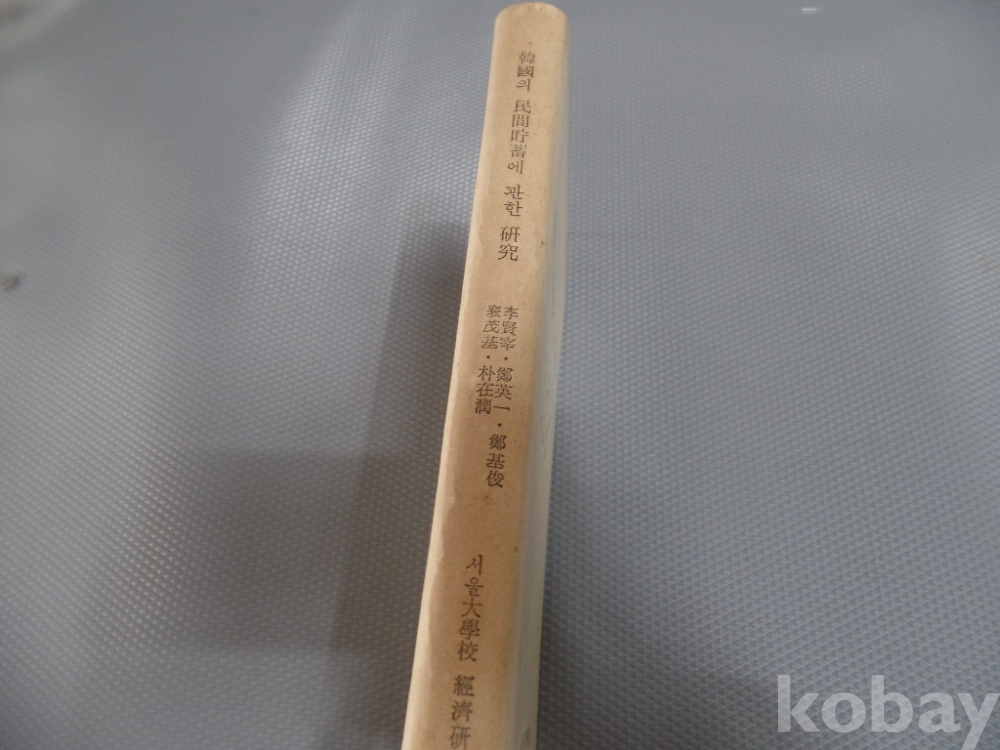 韓國의 民間貯蓄에 관한 硏究
李賢宰・鄭英一・鄭基俊
裵茂基・朴在潤
서울大學校 經濟研
kobay